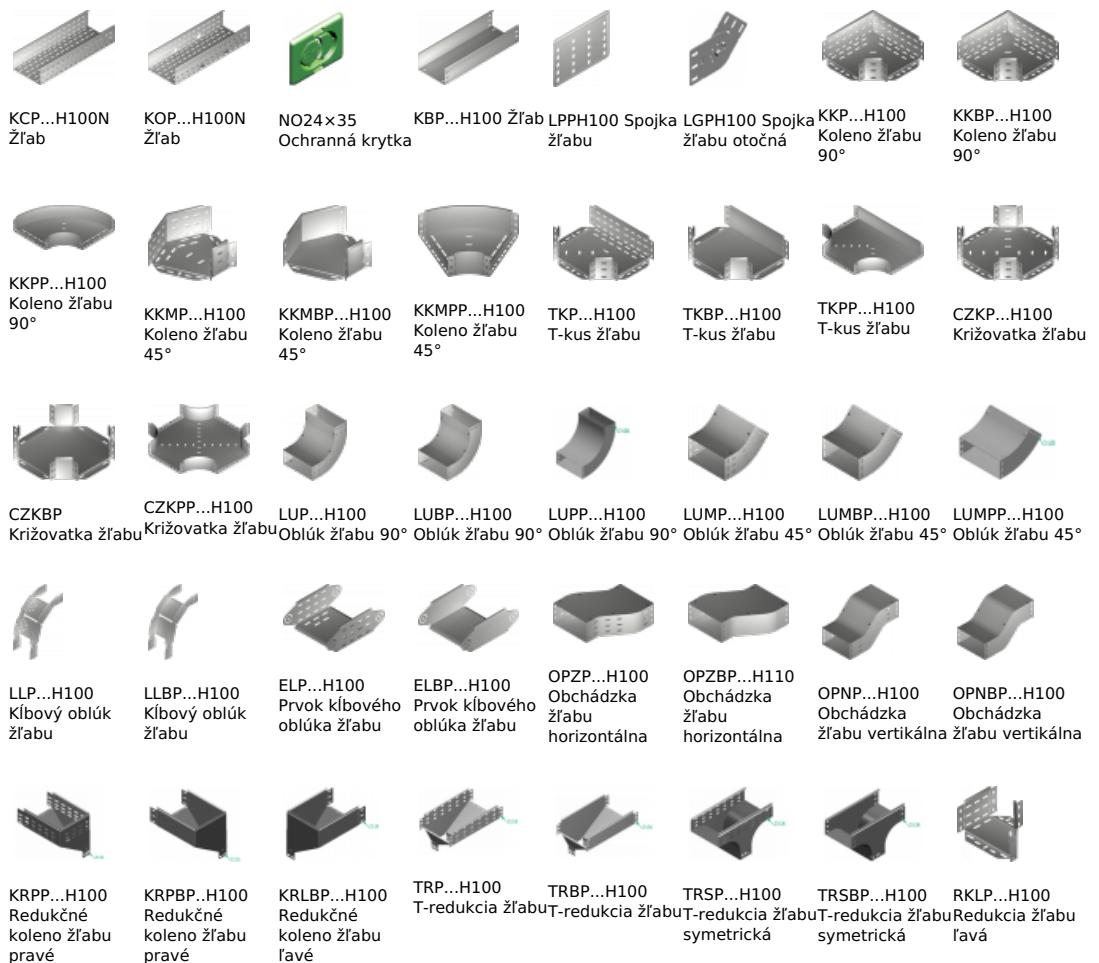 KCP...H100N
Žľab
KOP...H100N
Žľab
NO24×35
Ochranná krytka
KBP...H100 Žľab
LPPH100 Spojka
žľabu
LGPH100 Spojka
žľabu otočná
KKP...H100
Koleno žľabu
90°
KKBP...H100
Koleno žľabu
90°
KKPP...H100
Koleno žľabu
90°
KKMP...H100
Koleno žľabu
45°
KKMBP...H100
Koleno žľabu
45°
KKMPP...H100
Koleno žľabu
45°
TKP...H100
T-kus žľabu
TKBP...H100
T-kus žľabu
TKPP...H100
T-kus žľabu
CZKP...H100
Križovatka žľabu
CZKBP
Križovatka žľabu
CZKPP...H100
Križovatka žľabu
LUP...H100
Oblúk žľabu 90°
LUBP...H100
Oblúk žľabu 90°
LUPP...H100
Oblúk žľabu 90°
LUMP...H100
Oblúk žľabu 45°
LUMBP...H100
Oblúk žľabu 45°
LUMPP...H100
Oblúk žľabu 45°
LLP...H100
Kĺbový oblúk
žľabu
LLBP...H100
Kĺbový oblúk
žľabu
ELP...H100
Prvok kĺbového
oblúka žľabu
ELBP...H100
Prvok kĺbového
oblúka žľabu
OPZP...H100
Obchádzka
žľabu
horizontálna
OPZBP...H110
Obchádzka
žľabu
horizontálna
OPNP...H100
Obchádzka
žľabu vertikálna
OPNBP...H100
Obchádzka
žľabu vertikálna
KRPP...H100
Redukčné
koleno žľabu
pravé
KRPBP..H100
Redukčné
koleno žľabu
pravé
KRLBP...H100
Redukčné
koleno žľabu
ľavé
TRP...H100
T-redukcia žľabu
TRBP...H100
T-redukcia žľabu
TRSP...H100
T-redukcia žľabu
symetrická
TRSBP...H100
T-redukcia žľabu
symetrická
RKLP...H100
Redukcia žľabu
ľavá